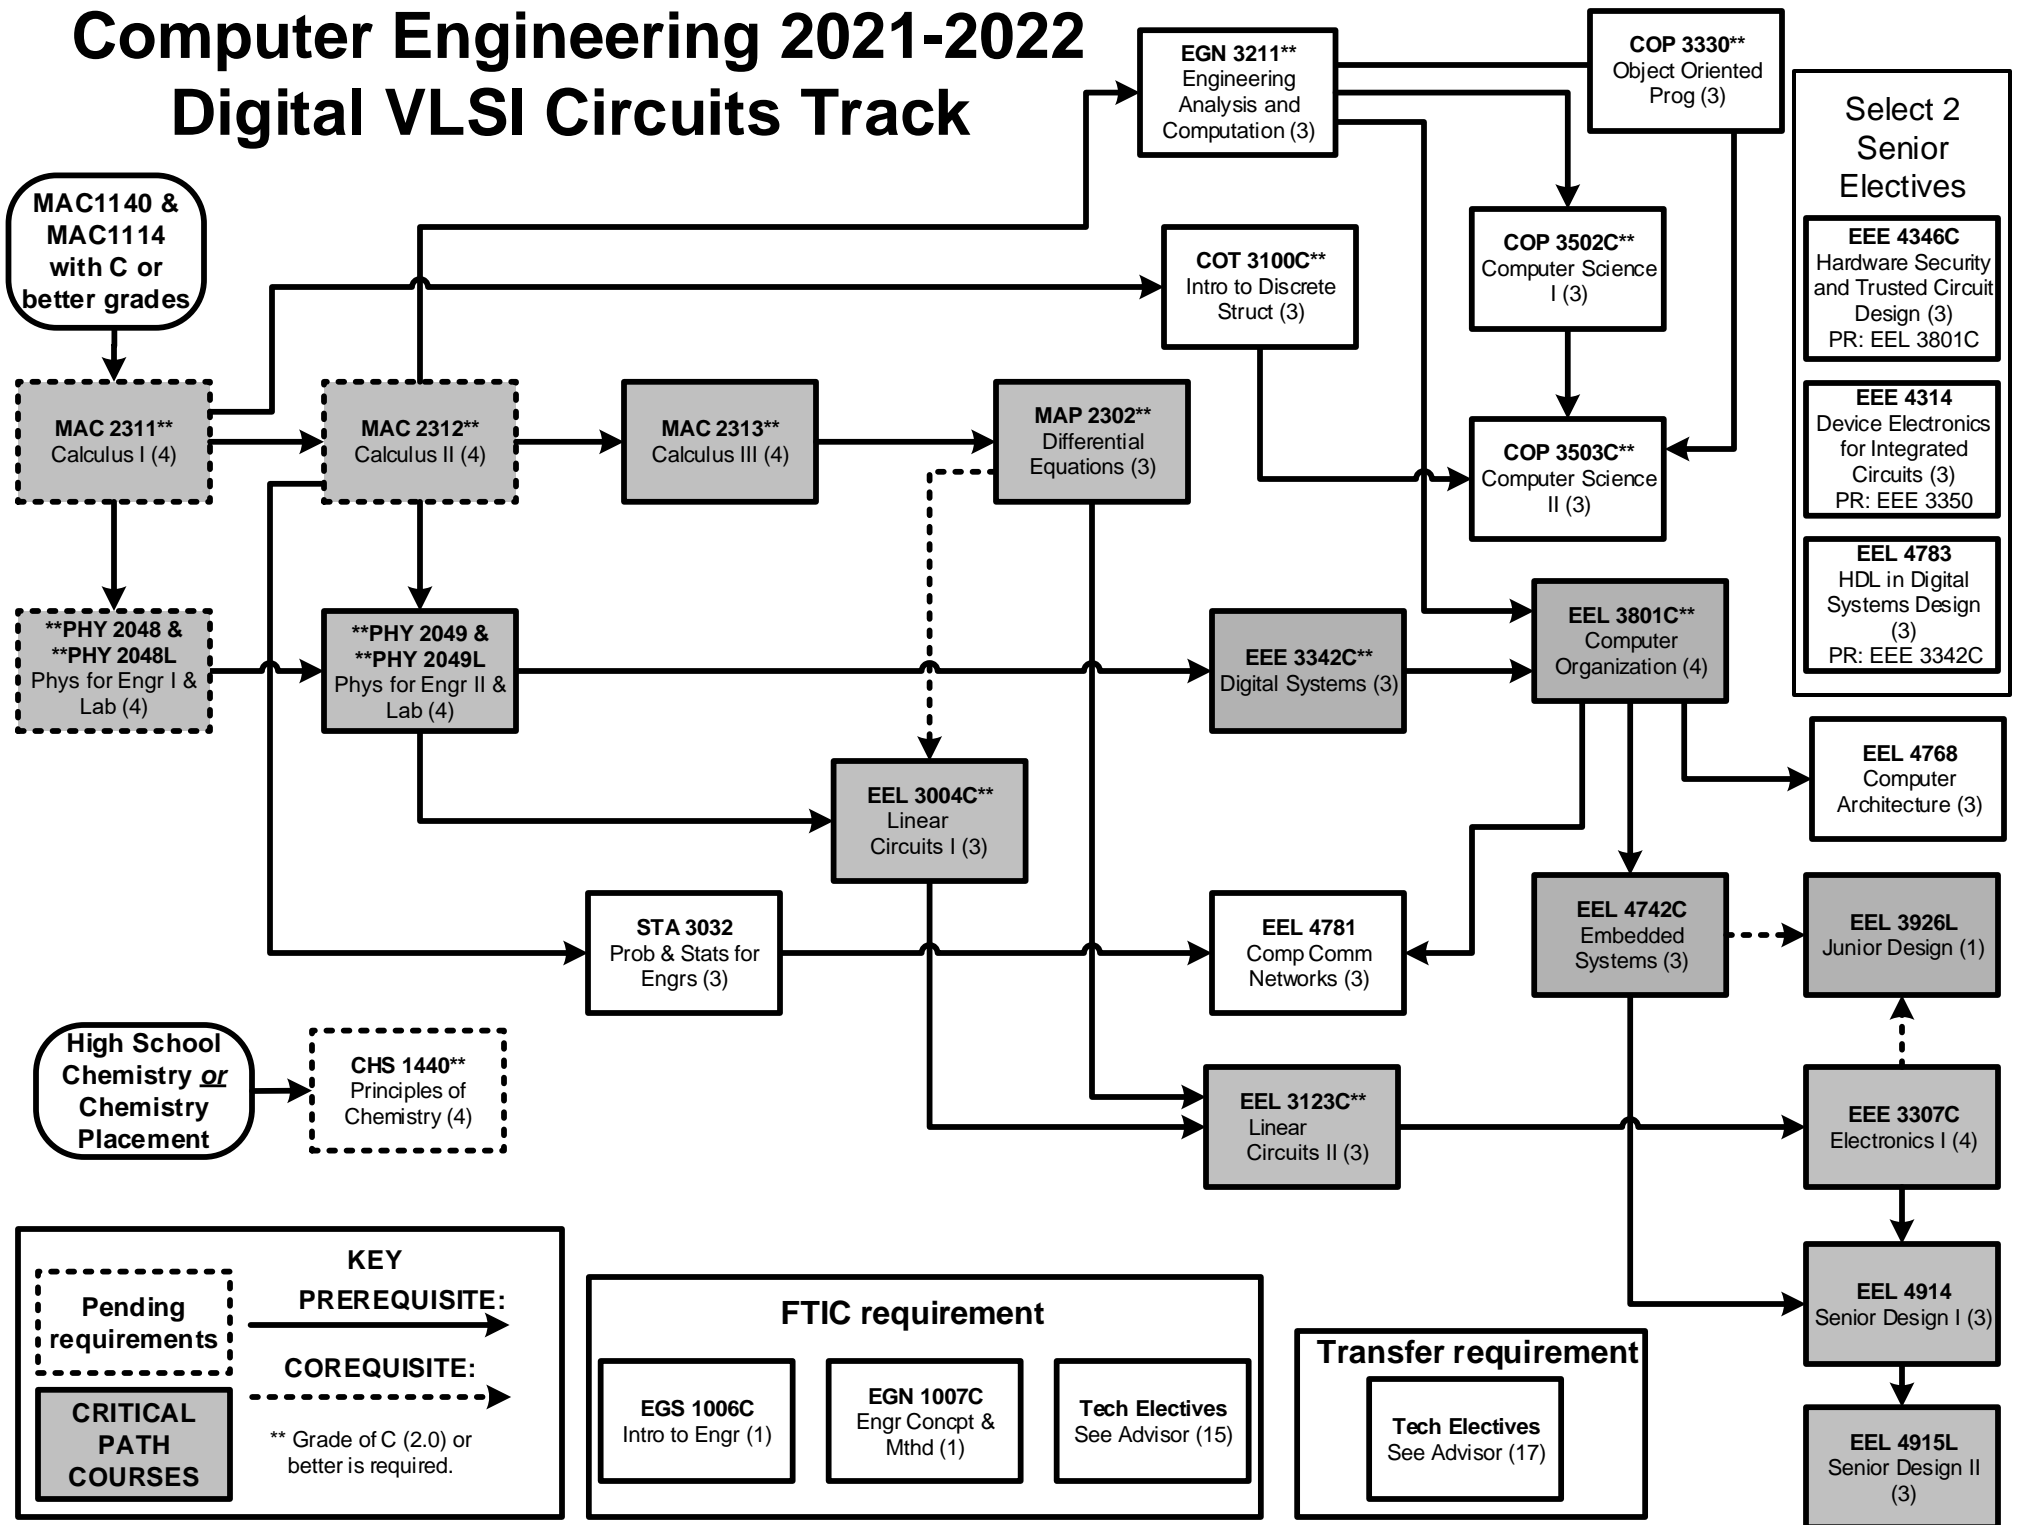 Computer Engineering 2021-2022
Digital VLSI Circuits Track
EGN 3211**
Engineering
Analysis and
Computation (3)
COP 3330**
Object Oriented
Prog (3)
Select 2
Senior
Electives
EEE 4346C
Hardware Security
and Trusted Circuit
Design (3)
PR: EEL 3801C
EEE 4314
Device Electronics
for Integrated
Circuits (3)
PR: EEE 3350
EEL 4783
HDL in Digital
Systems Design
(3)
PR: EEE 3342C
MAC1140 &
MAC1114
with C or
better grades
COT 3100C**
Intro to Discrete
Struct (3)
COP 3502C**
Computer Science
I (3)
MAC 2311**
Calculus I (4)
MAC 2312**
Calculus II (4)
MAC 2313**
Calculus III (4)
MAP 2302**
Differential
Equations (3)
COP 3503C**
Computer Science
II (3)
**PHY 2048 &
**PHY 2048L
Phys for Engr I &
Lab (4)
**PHY 2049 &
**PHY 2049L
Phys for Engr II &
Lab (4)
EEE 3342C**
Digital Systems (3)
EEL 3801C**
Computer
Organization (4)
EEL 4768
Computer
Architecture (3)
EEL 3004C**
Linear
Circuits I (3)
STA 3032
Prob & Stats for
Engrs (3)
EEL 4781
Comp Comm
Networks (3)
EEL 4742C
Embedded
Systems (3)
EEL 3926L
Junior Design (1)
High School
Chemistry or
Chemistry
Placement
CHS 1440**
Principles of
Chemistry (4)
EEL 3123C**
Linear
Circuits II (3)
EEE 3307C
Electronics I (4)
EEL 4914
Senior Design I (3)
EEL 4915L
Senior Design II
(3)
KEY
Pending
requirements
PREREQUISITE:
COREQUISITE:
CRITICAL
PATH
COURSES
** Grade of C (2.0) or
better is required.
FTIC requirement
EGS 1006C
Intro to Engr (1)
EGN 1007C
Engr Concpt &
Mthd (1)
Tech Electives
See Advisor (15)
Transfer requirement
Tech Electives
See Advisor (17)